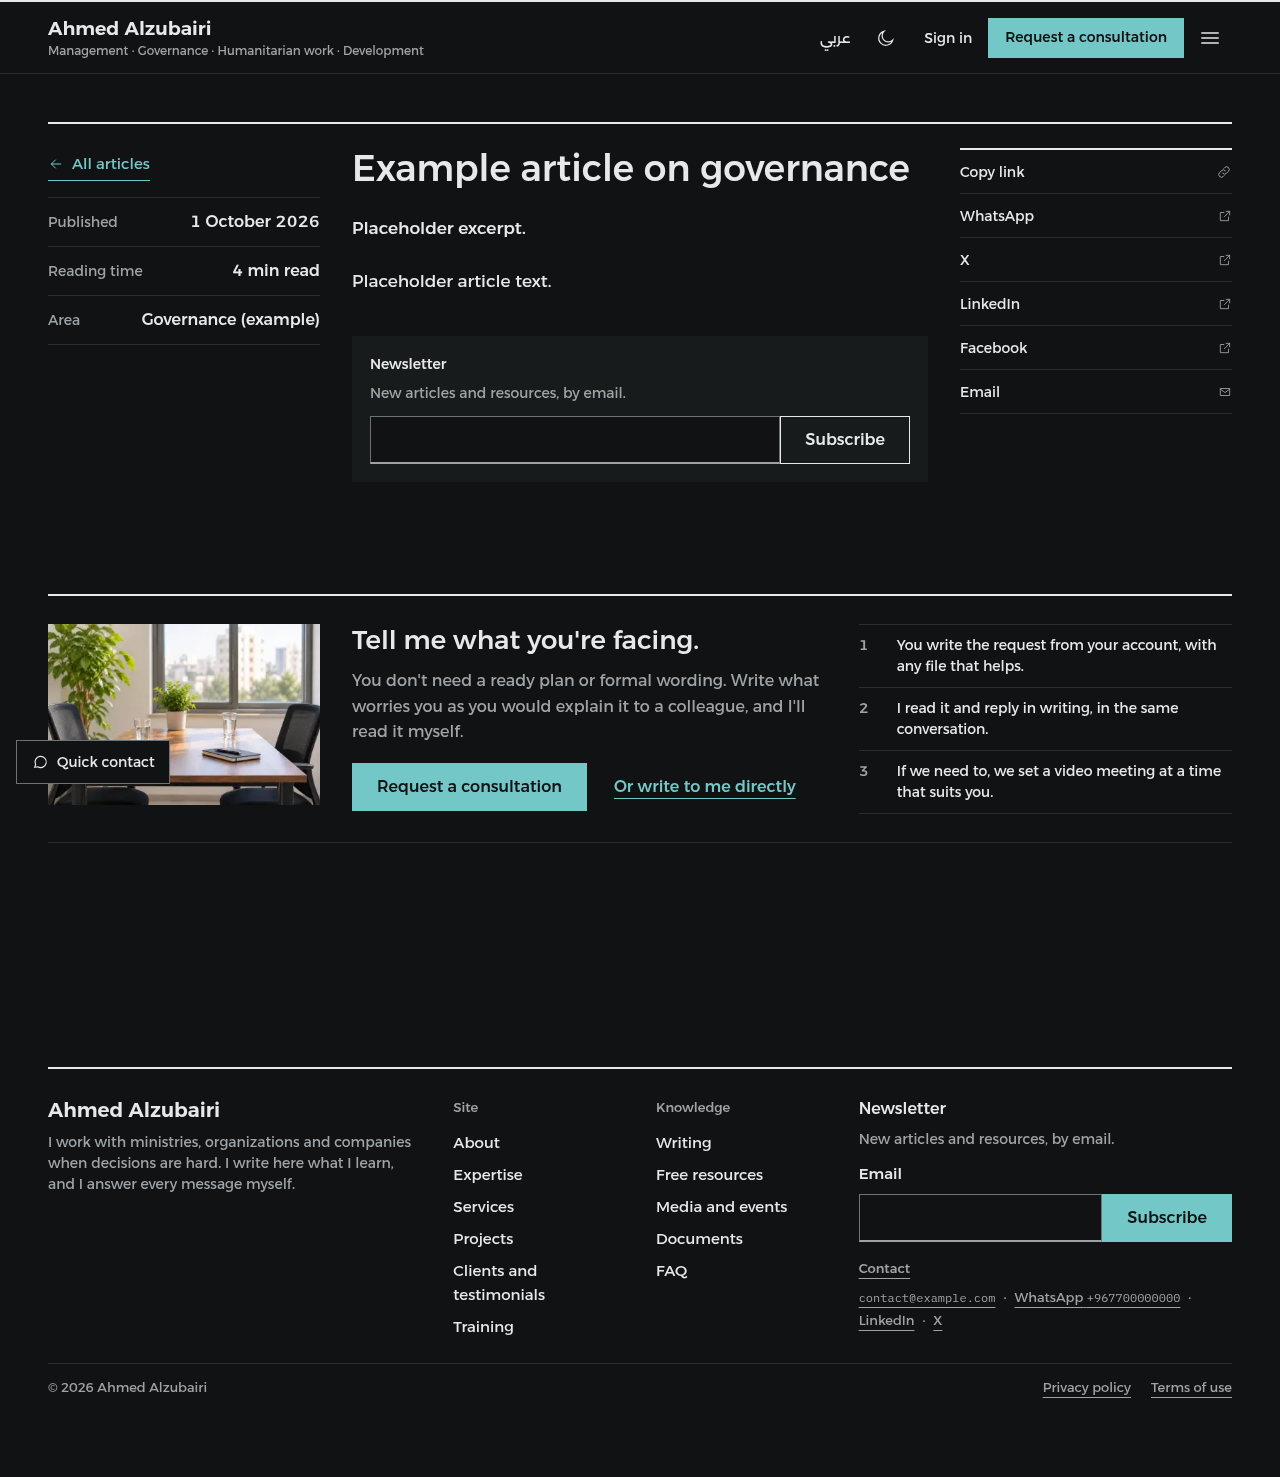 Ahmed Alzubairi
Management · Governance · Humanitarian work · Development
عربي
Sign in
Request a consultation
All articles
Published 1 October 2026
Reading time 4 min read
Area Governance (example)
Example article on governance
Placeholder excerpt.
Placeholder article text.
Newsletter
New articles and resources, by email.
Subscribe
Copy link
WhatsApp
X
LinkedIn
Facebook
Email
Quick contact
Tell me what you're facing.
You don't need a ready plan or formal wording. Write what
worries you as you would explain it to a colleague, and I'll
read it myself.
Request a consultation
Or write to me directly
1 You write the request from your account, with
any file that helps.
2 I read it and reply in writing, in the same
conversation.
3 If we need to, we set a video meeting at a time
that suits you.
Ahmed Alzubairi
I work with ministries, organizations and companies
when decisions are hard. I write here what I learn,
and I answer every message myself.
Site
About
Expertise
Services
Projects
Clients and
testimonials
Training
Knowledge
Writing
Free resources
Media and events
Documents
FAQ
Newsletter
New articles and resources, by email.
Email
Subscribe
Contact
contact@example.com · WhatsApp +967700000000 ·
LinkedIn · X
© 2026 Ahmed Alzubairi
Privacy policy
Terms of use